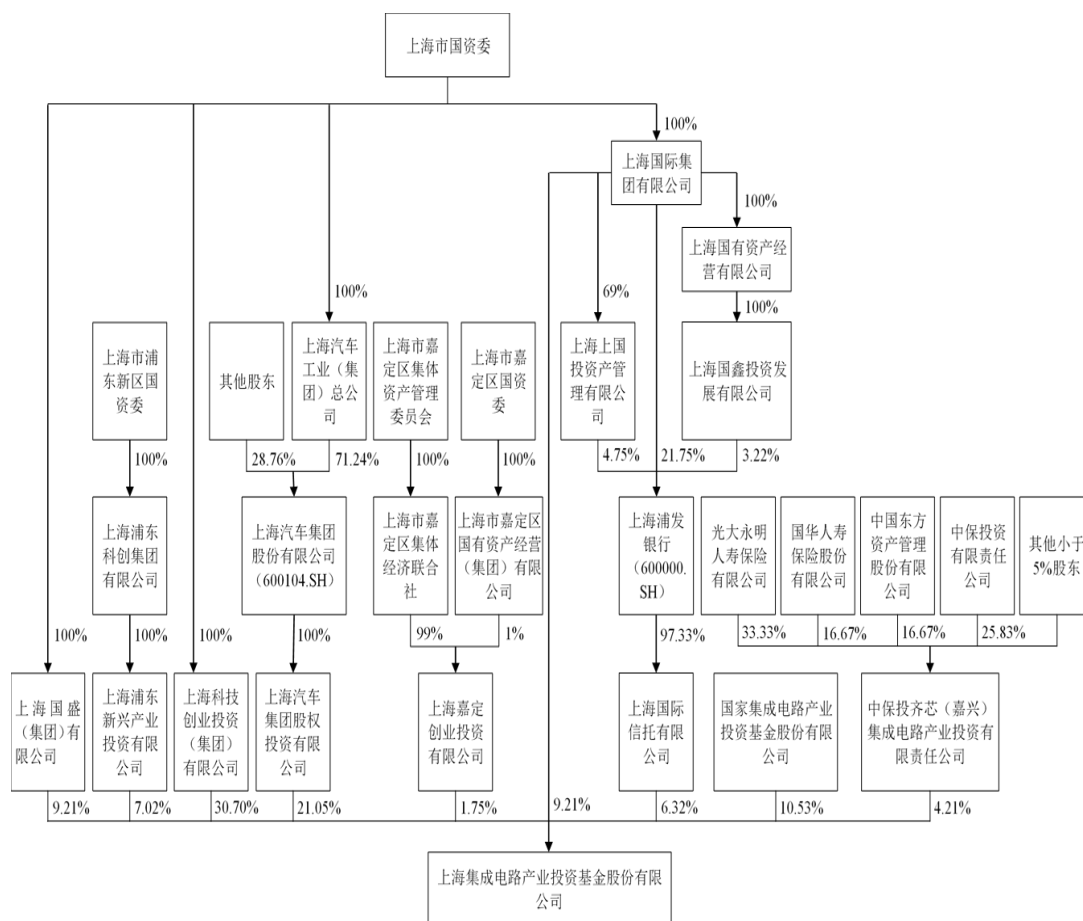 上海市国资委
100%
上海国际集
团有限公司
100%
上海国有资产经
营有限公司
100%
69%
100%
上海市浦
东新区国
资委
其他股东
上海汽车
工业（集
团）总公
司
上海市嘉
定区集体
资产管理
委员会
上海市嘉
定区国资
委
上海上国
投资产管
理有限公
司
上海国鑫投资发
展有限公司
100%
28.76%
71.24%
100%
100%
4.75%
21.75%
3.22%
上海浦东
科创集团
有限公司
上海汽车集团
股份有限公司
（600104.SH）
上海市嘉
定区集体
经济联合
社
上海市嘉定区
国有资产经营
（集团）有限公
司
上海浦发
银行
（600000.
SH）
光大永明
人寿保险
有限公司
国华人寿
保险股份
有限公司
中国东方
资产管理
股份有限
公司
中保投资
有限责任
公司
其他小于
5%股东
100%
100%
100%
100%
99%
1%
97.33%
33.33%
16.67%
16.67%
25.83%
上海国盛
（集团）有
限公司
上海浦东
新兴产业
投资有限
公司
上海科技
创业投资
（集团）
有限公司
上海汽车
集团股权
投资有限
公司
上海嘉定
创业投资
有限公司
上海国际
信托有限
公司
国家集成电路产业
投资基金股份有限
公司
中保投齐芯（嘉兴）
集成电路产业投资有
限责任公司
9.21%
7.02%
30.70%
21.05%
1.75%
9.21%
6.32%
10.53%
4.21%
上海集成电路产业投资基金股份有限
公司